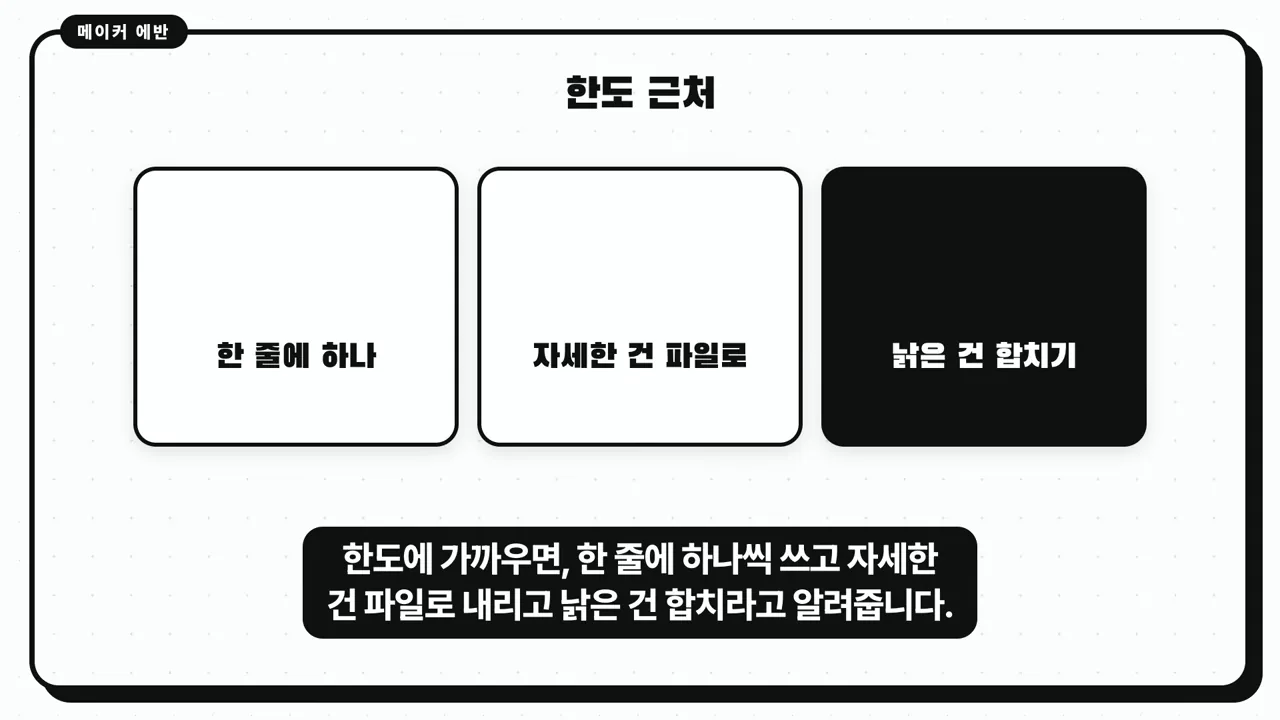 메이커 에반
한도 근처
한 줄에 하나
자세한 건 파일로
낡은 건 합치기
한도에 가까우면, 한 줄에 하나씩 쓰고 자세한
건 파일로 내리고 낡은 건 합치라고 알려줍니다.